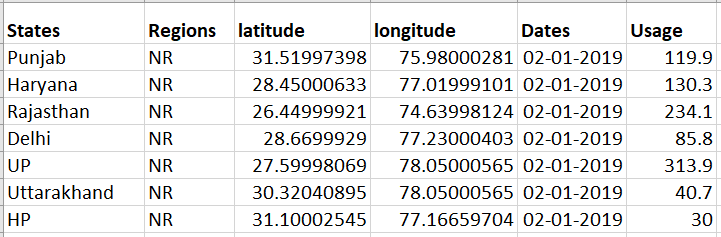 States Regions latitude longitude Dates Usage
Punjab NR 31.51997398 75.98000281 02-01-2019 119.9
Haryana NR 28.45000633 77.01999101 02-01-2019 130.3
Rajasthan NR 26.44999921 74.63998124 02-01-2019 234.1
Delhi NR 28.6699929 77.23000403 02-01-2019 85.8
UP NR 27.59998069 78.05000565 02-01-2019 313.9
Uttarakhand NR 30.32040895 78.05000565 02-01-2019 40.7
HP NR 31.10002545 77.16659704 02-01-2019 30